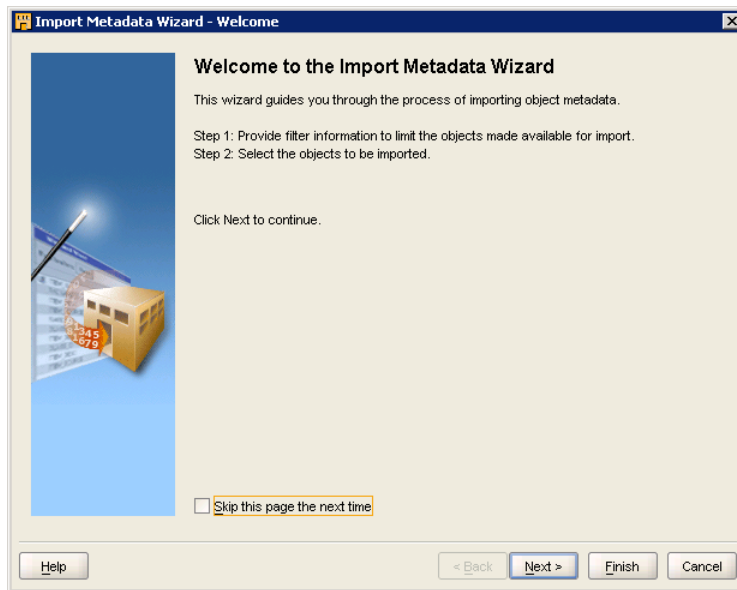 Import Metadata Wizard - Welcome
Welcome to the Import Metadata Wizard
This wizard guides you through the process of importing object metadata.
Step 1: Provide filter information to limit the objects made available for import.
Step 2: Select the objects to be imported.
Click Next to continue.
1345
1679
Skip this page the next time
Help
< Back
Next >
Finish
Cancel